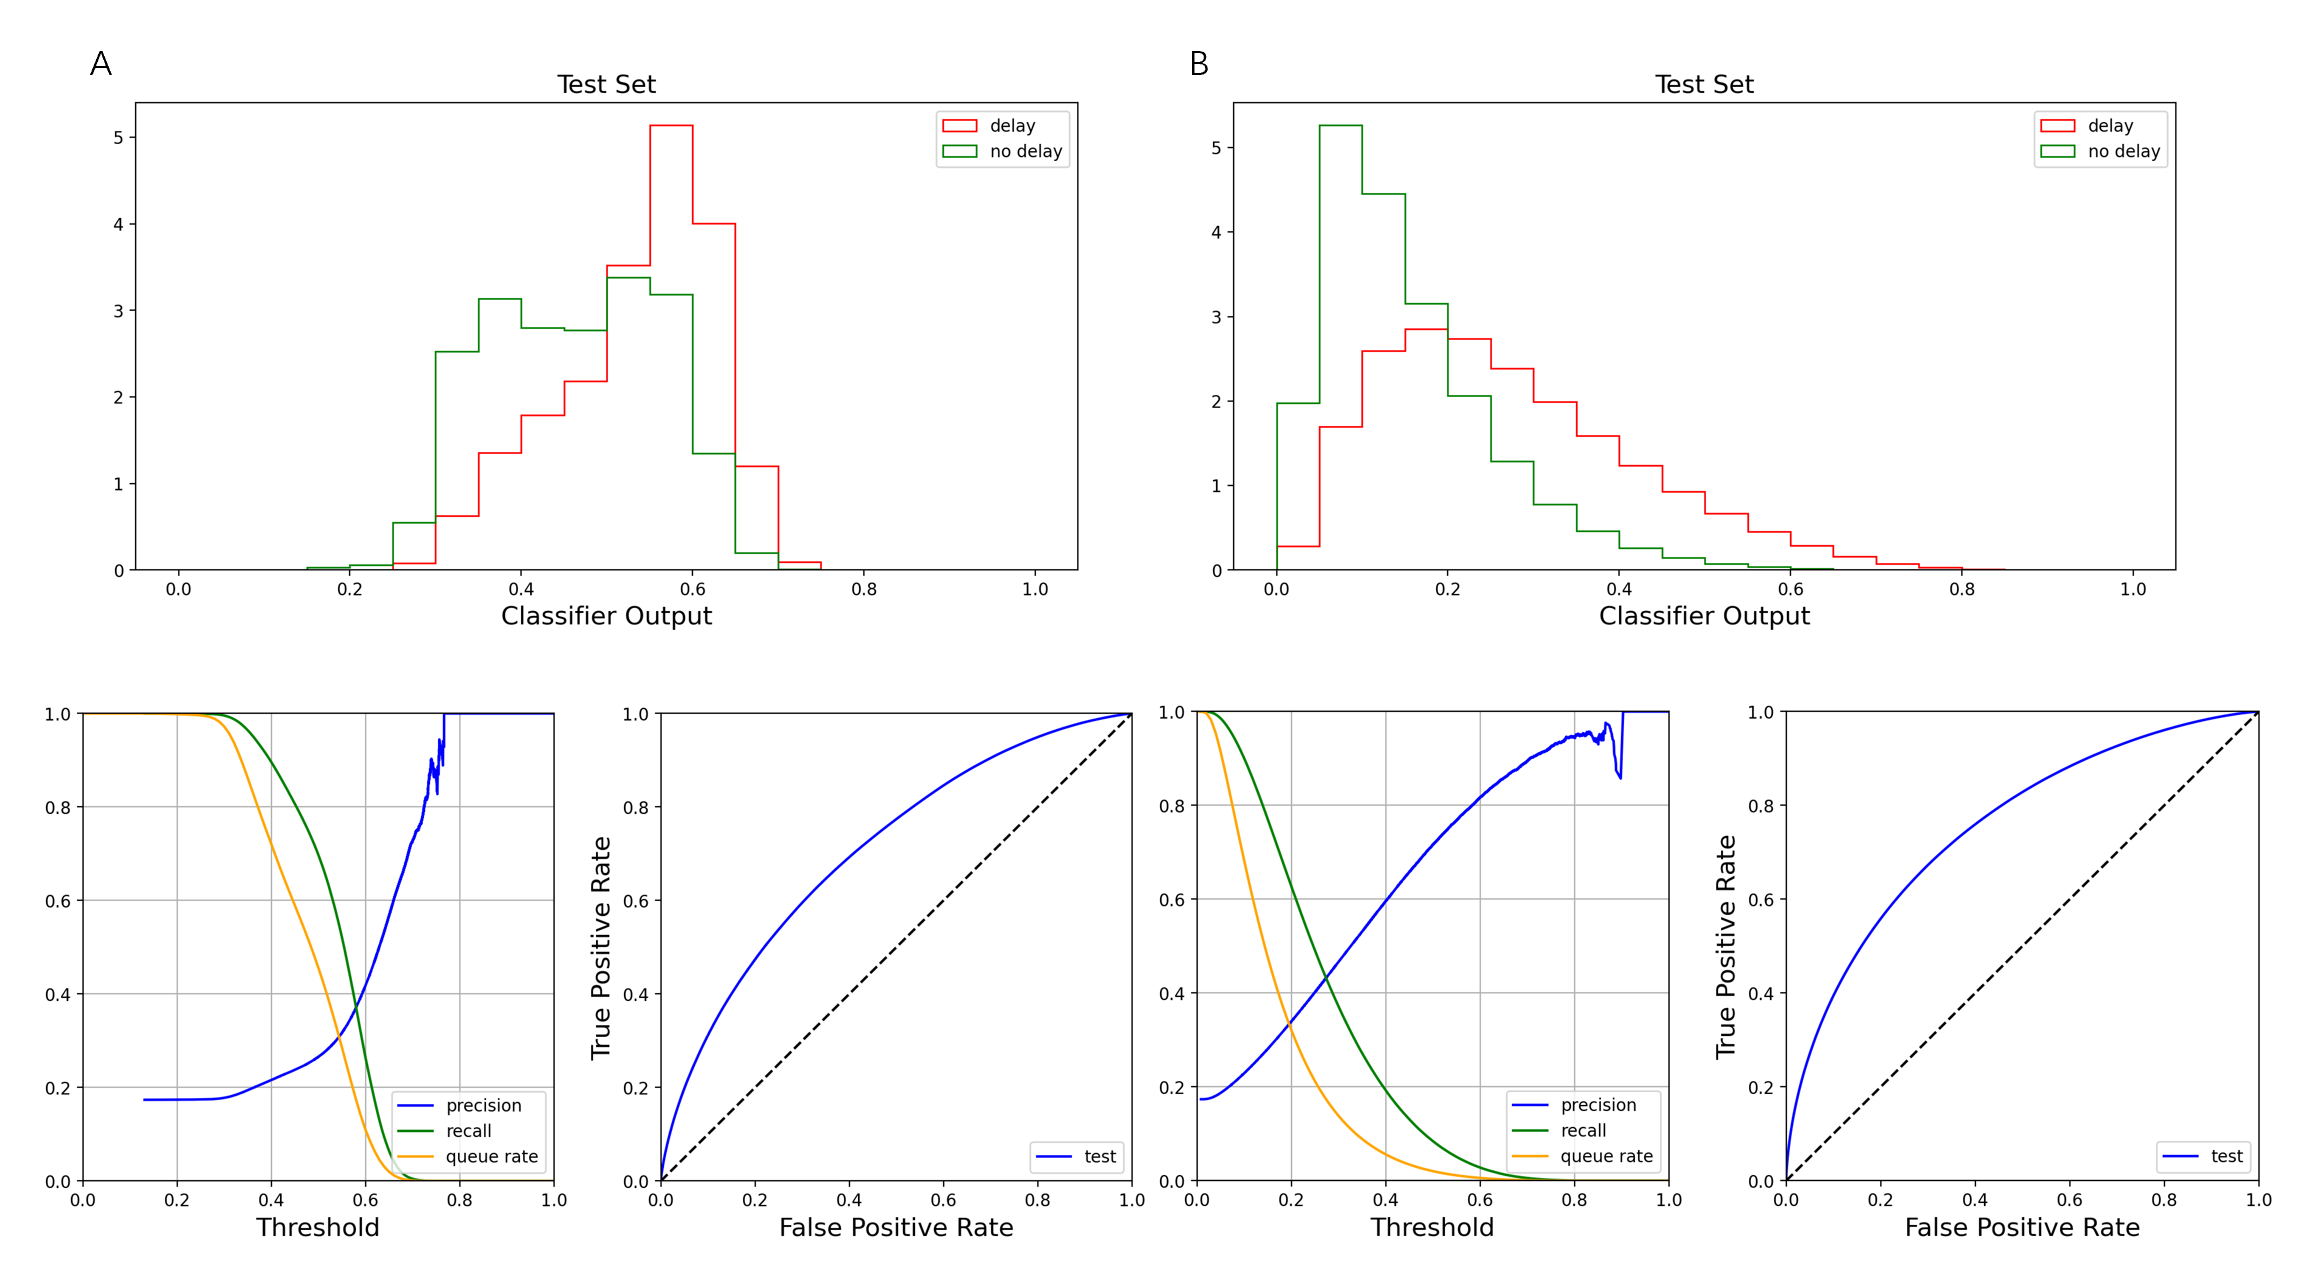 A
Test Set
delay
no delay
5
4
3
2
1
0
0.0 0.2 0.4 0.6 0.8 1.0
Classifier Output
B
Test Set
delay
no delay
5
4
3
2
1
0
0.0 0.2 0.4 0.6 0.8 1.0
Classifier Output
1.0
0.8
0.6
0.4
0.2
0.0
precision
recall
queue rate
0.0 0.2 0.4 0.6 0.8 1.0
Threshold
True Positive Rate
1.0
0.8
0.6
0.4
0.2
0.0
test
0.0 0.2 0.4 0.6 0.8 1.0
False Positive Rate
1.0
0.8
0.6
0.4
0.2
0.0
precision
recall
queue rate
0.0 0.2 0.4 0.6 0.8 1.0
Threshold
True Positive Rate
1.0
0.8
0.6
0.4
0.2
0.0
test
0.0 0.2 0.4 0.6 0.8 1.0
False Positive Rate